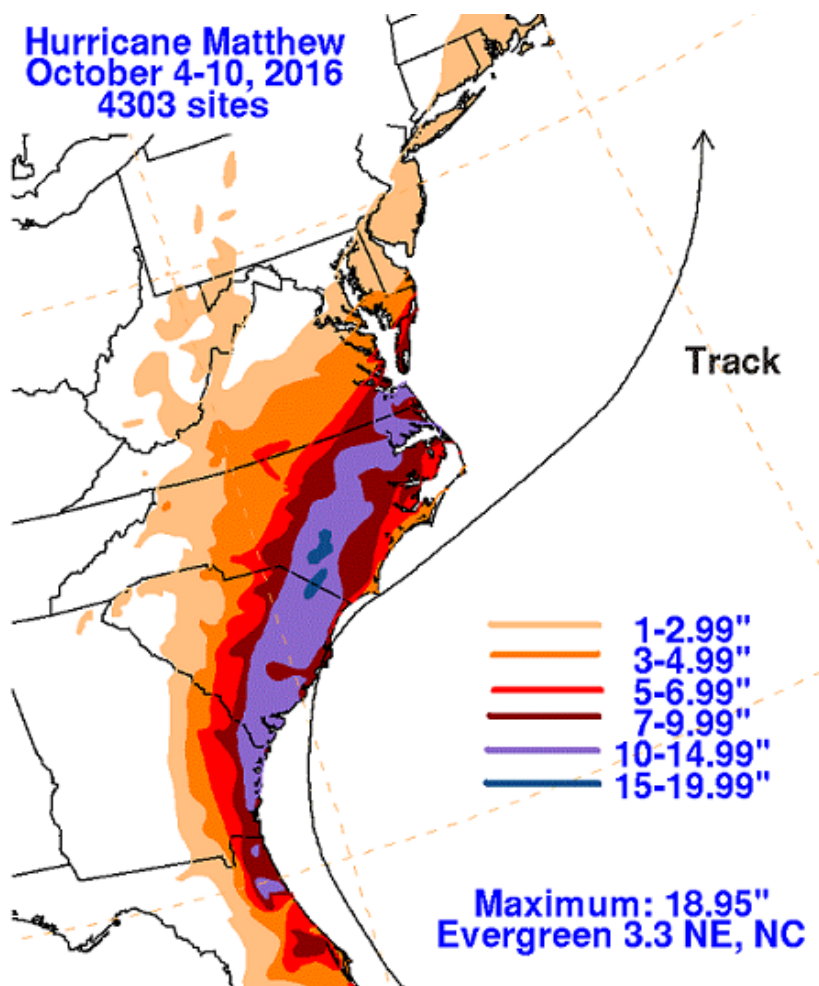 Hurricane Matthew
October 4-10, 2016
4303 sites
Track
1-2.99"
3-4.99"
5-6.99"
7-9.99"
10-14.99"
15-19.99"
Maximum: 18.95"
Evergreen 3.3 NE, NC